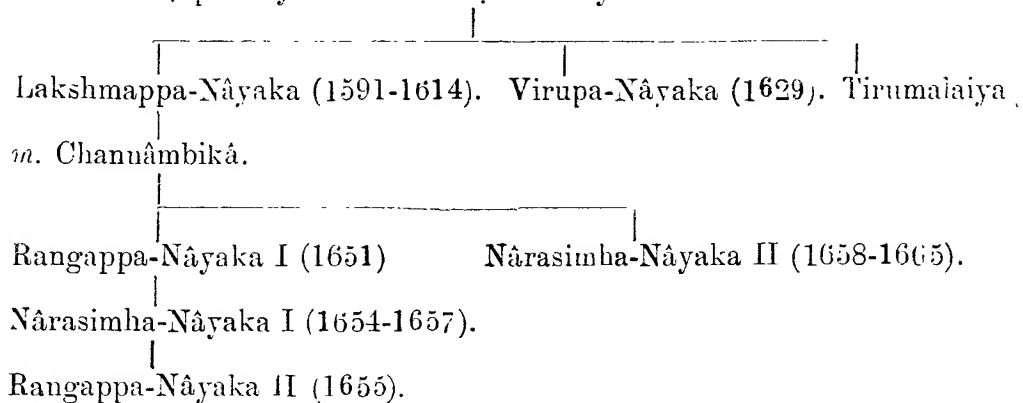 Lakshmappa-Nâyaka (1591-1614). Virupa-Nâyaka (1629). Tirumalaiya
m. Channâmbikâ.
Rangappa-Nâyaka I (1651) Nârasimha-Nâyaka II (1658-1665).
Nârasimha-Nâyaka I (1654-1657).
Rangappa-Nâyaka II (1655).